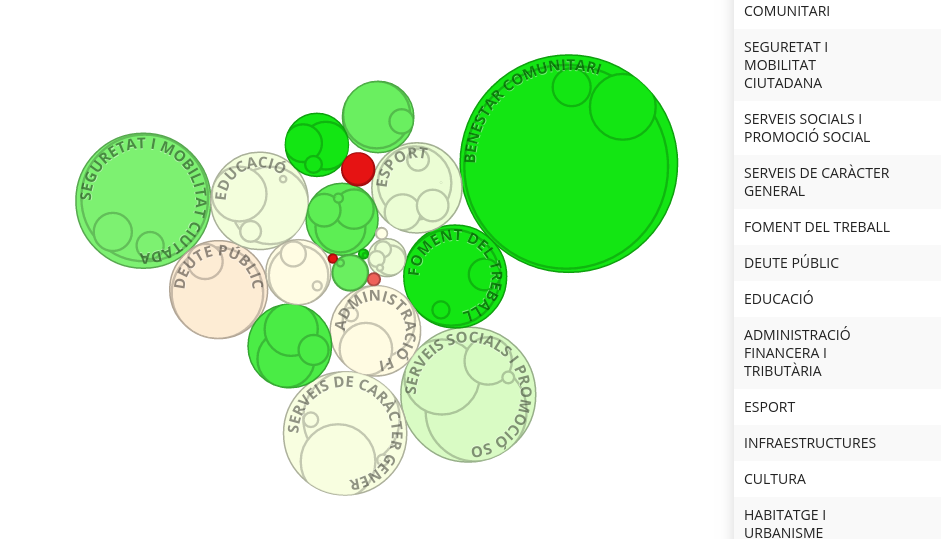 BENESTAR COMUNITARI
SEGURETAT I MOBILITAT CIUTADA
EDUCACIÓ
ESPORT
DEUTE PÚBLIC
FOMENT DEL TREBALL
ADMINISTRACIÓ FI
SERVEIS SOCIALS I PROMOCIÓ SO
SERVEIS DE CARÀCTER GENER
COMUNITARI
SEGURETAT I
MOBILITAT
CIUTADANA
SERVEIS SOCIALS I
PROMOCIÓ SOCIAL
SERVEIS DE CARÀCTER
GENERAL
FOMENT DEL TREBALL
DEUTE PÚBLIC
EDUCACIÓ
ADMINISTRACIÓ
FINANCERA I
TRIBUTÀRIA
ESPORT
INFRAESTRUCTURES
CULTURA
HABITATGE I
URBANISME